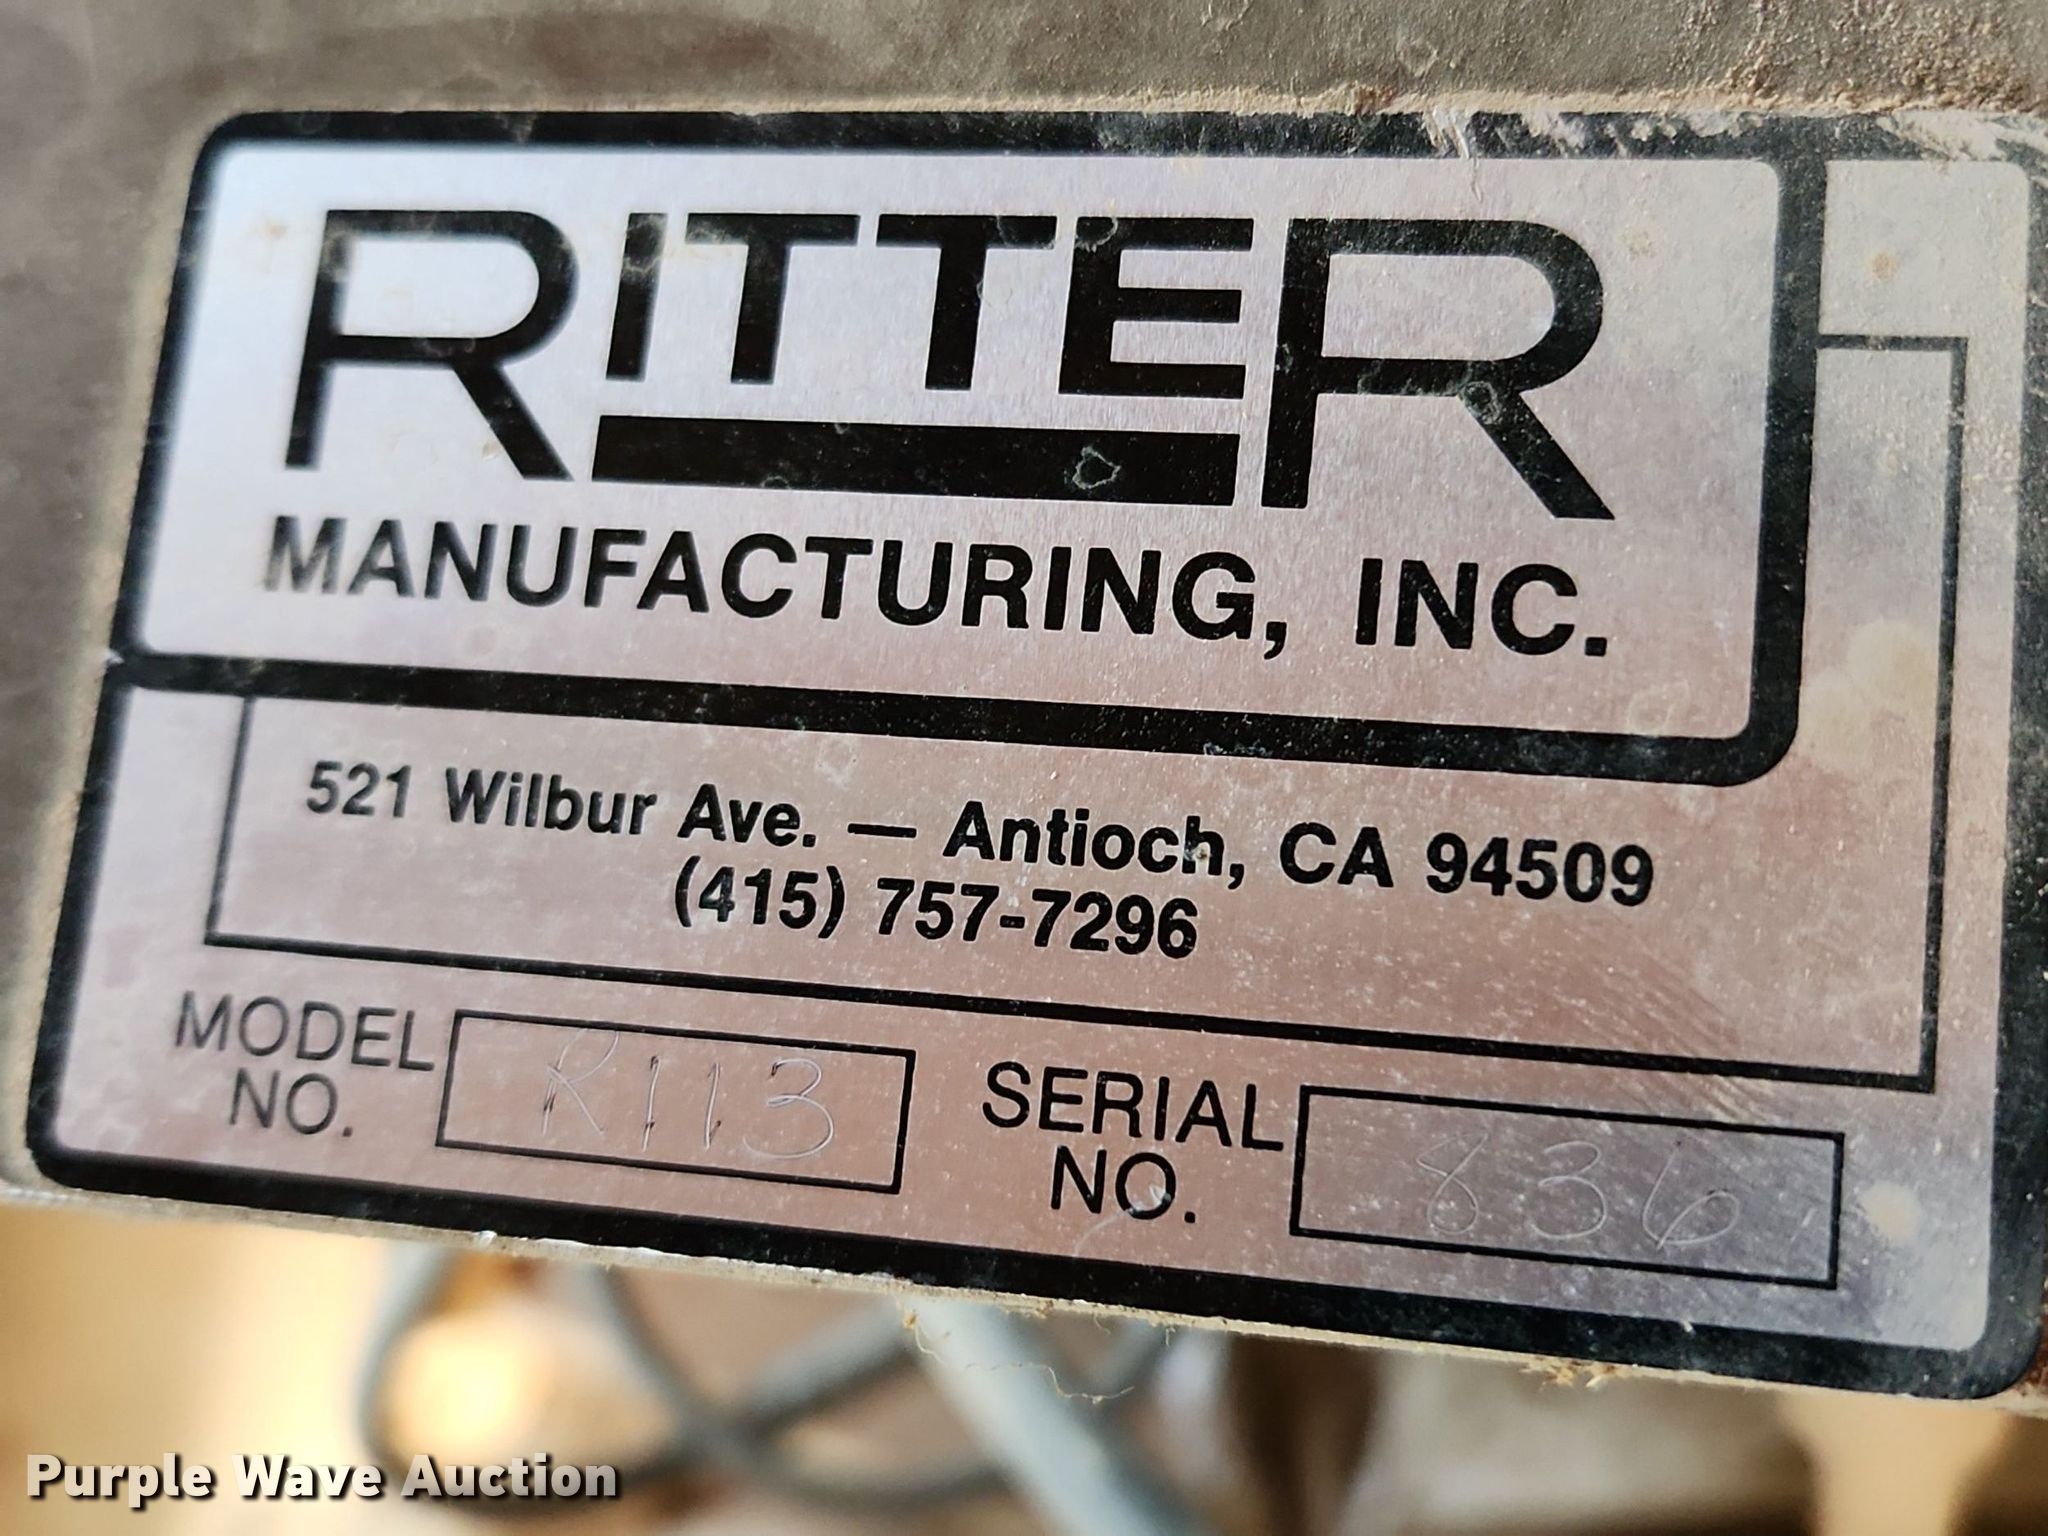 RITTER
MANUFACTURING, INC.
521 Wilbur Ave. — Antioch, CA 94509
(415) 757-7296
MODEL NO. R113
SERIAL NO. 836
Purple Wave Auction